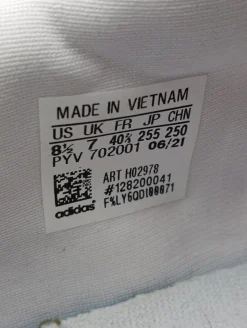 MADE IN VIETNAM
US UK FR JP CHN
8½ 7 40⅔ 255 250
PYV 702001 06/21
ART H02978
#128200041
adidas